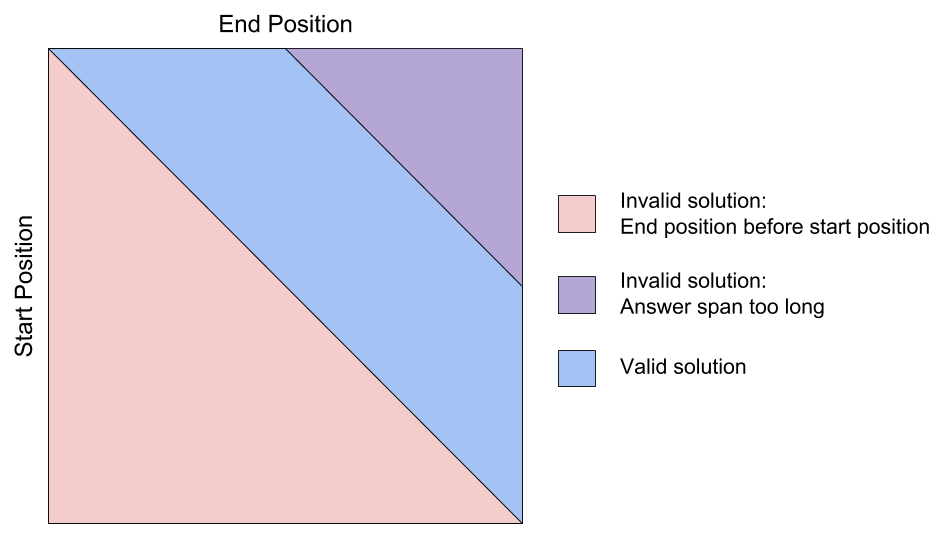 End Position
Start Position
Invalid solution:
End position before start position
Invalid solution:
Answer span too long
Valid solution